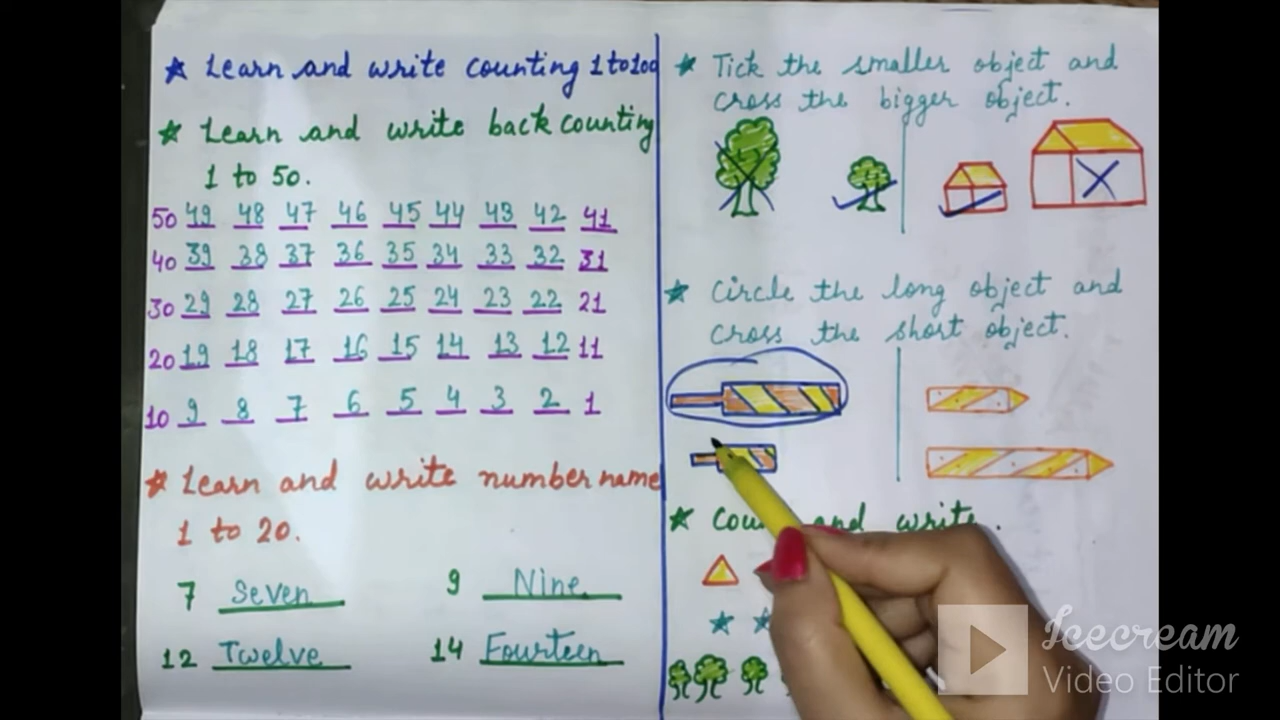 ★ Learn and write counting 1 to 100
★ Learn and write back counting
1 to 50.
50 49 48 47 46 45 44 43 42 41
40 39 38 37 36 35 34 33 32 31
30 29 28 27 26 25 24 23 22 21
20 19 18 17 16 15 14 13 12 11
10 9 8 7 6 5 4 3 2 1
★ Learn and write number name
1 to 20.
7 Seven 9 Nine
12 Twelve 14 Fourteen
★ Tick the smaller object and
cross the bigger object.
★ Circle the long object and
cross the short object.
★ and write.
Icecream
Video Editor